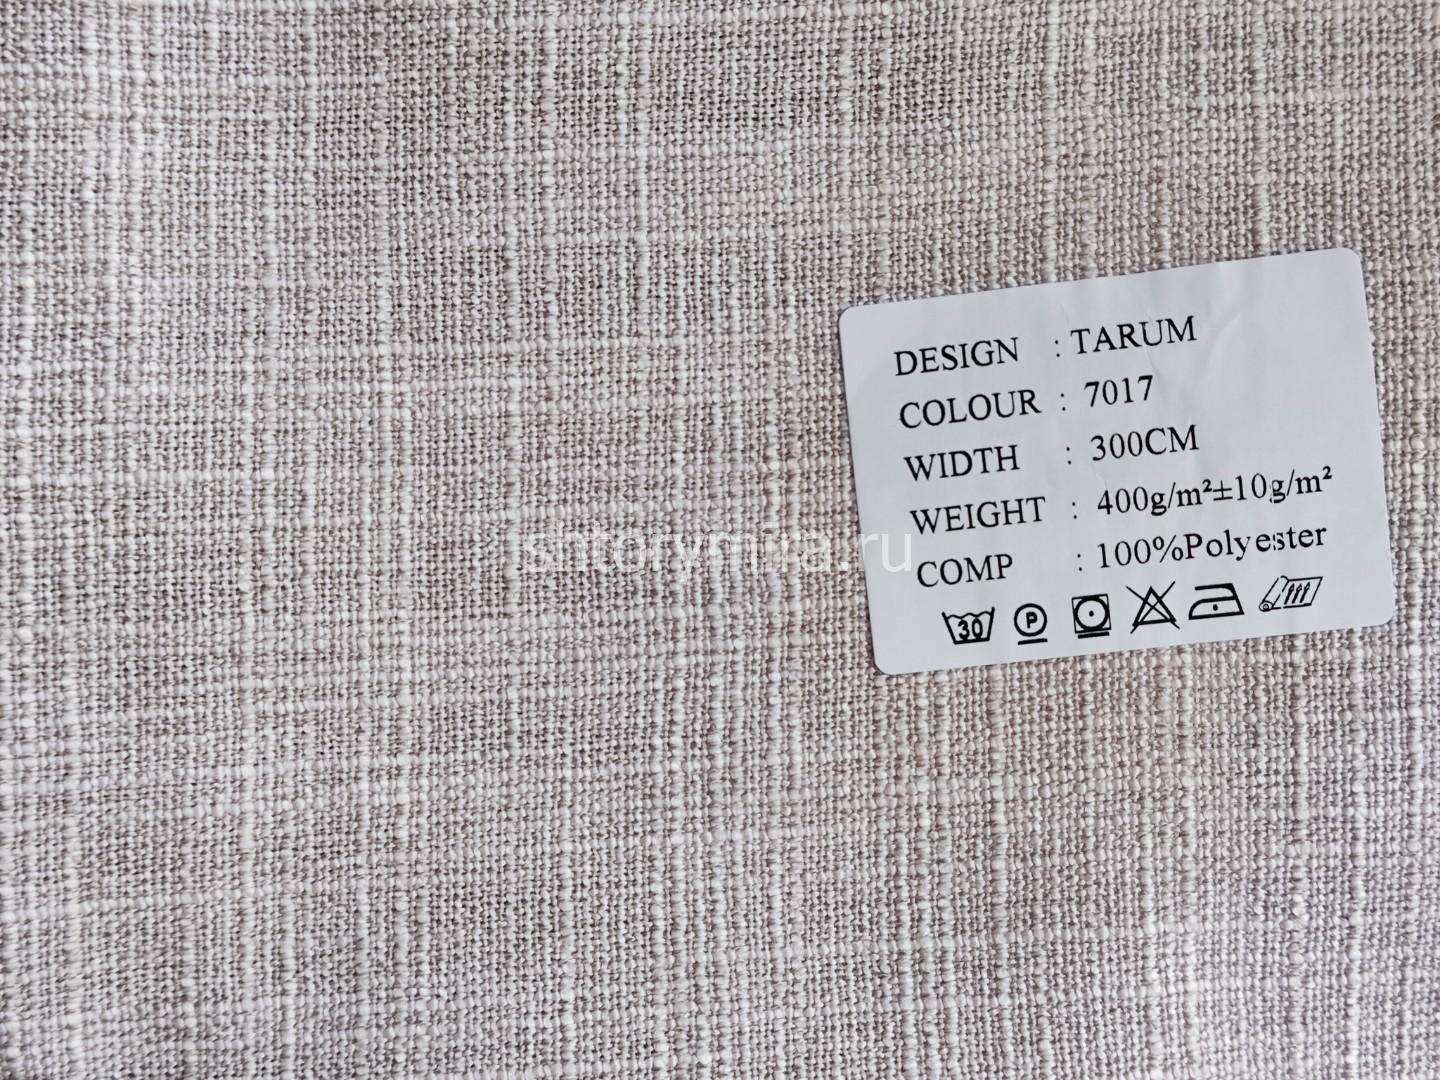 DESIGN : TARUM
COLOUR : 7017
WIDTH : 300CM
WEIGHT : 400g/m²±10g/m²
COMP : 100%Polyester
30 P
shtorymira.ru